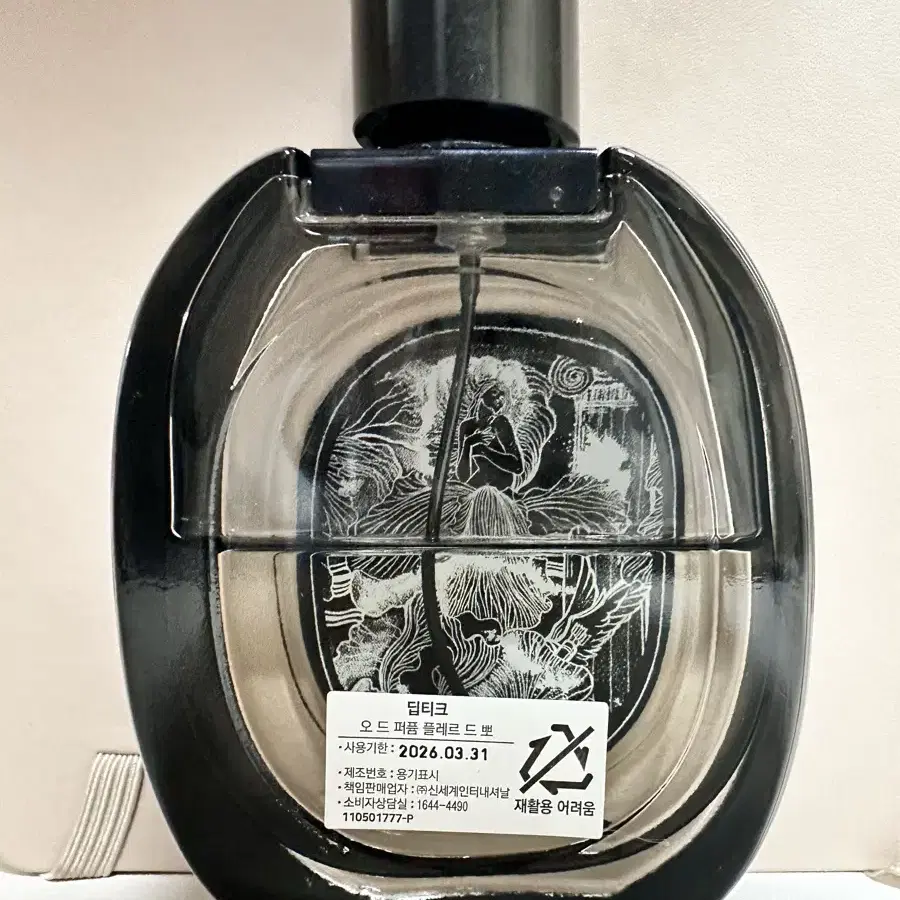 딥티크
오 드 퍼퓸 플레르 드 뽀
· 사용기한 : 2026.03.31
· 제조번호 : 용기표시
· 책임판매업자 : ㈜신세계인터내셔날
· 소비자상담실 : 1644-4490
110501777-P
재활용 어려움